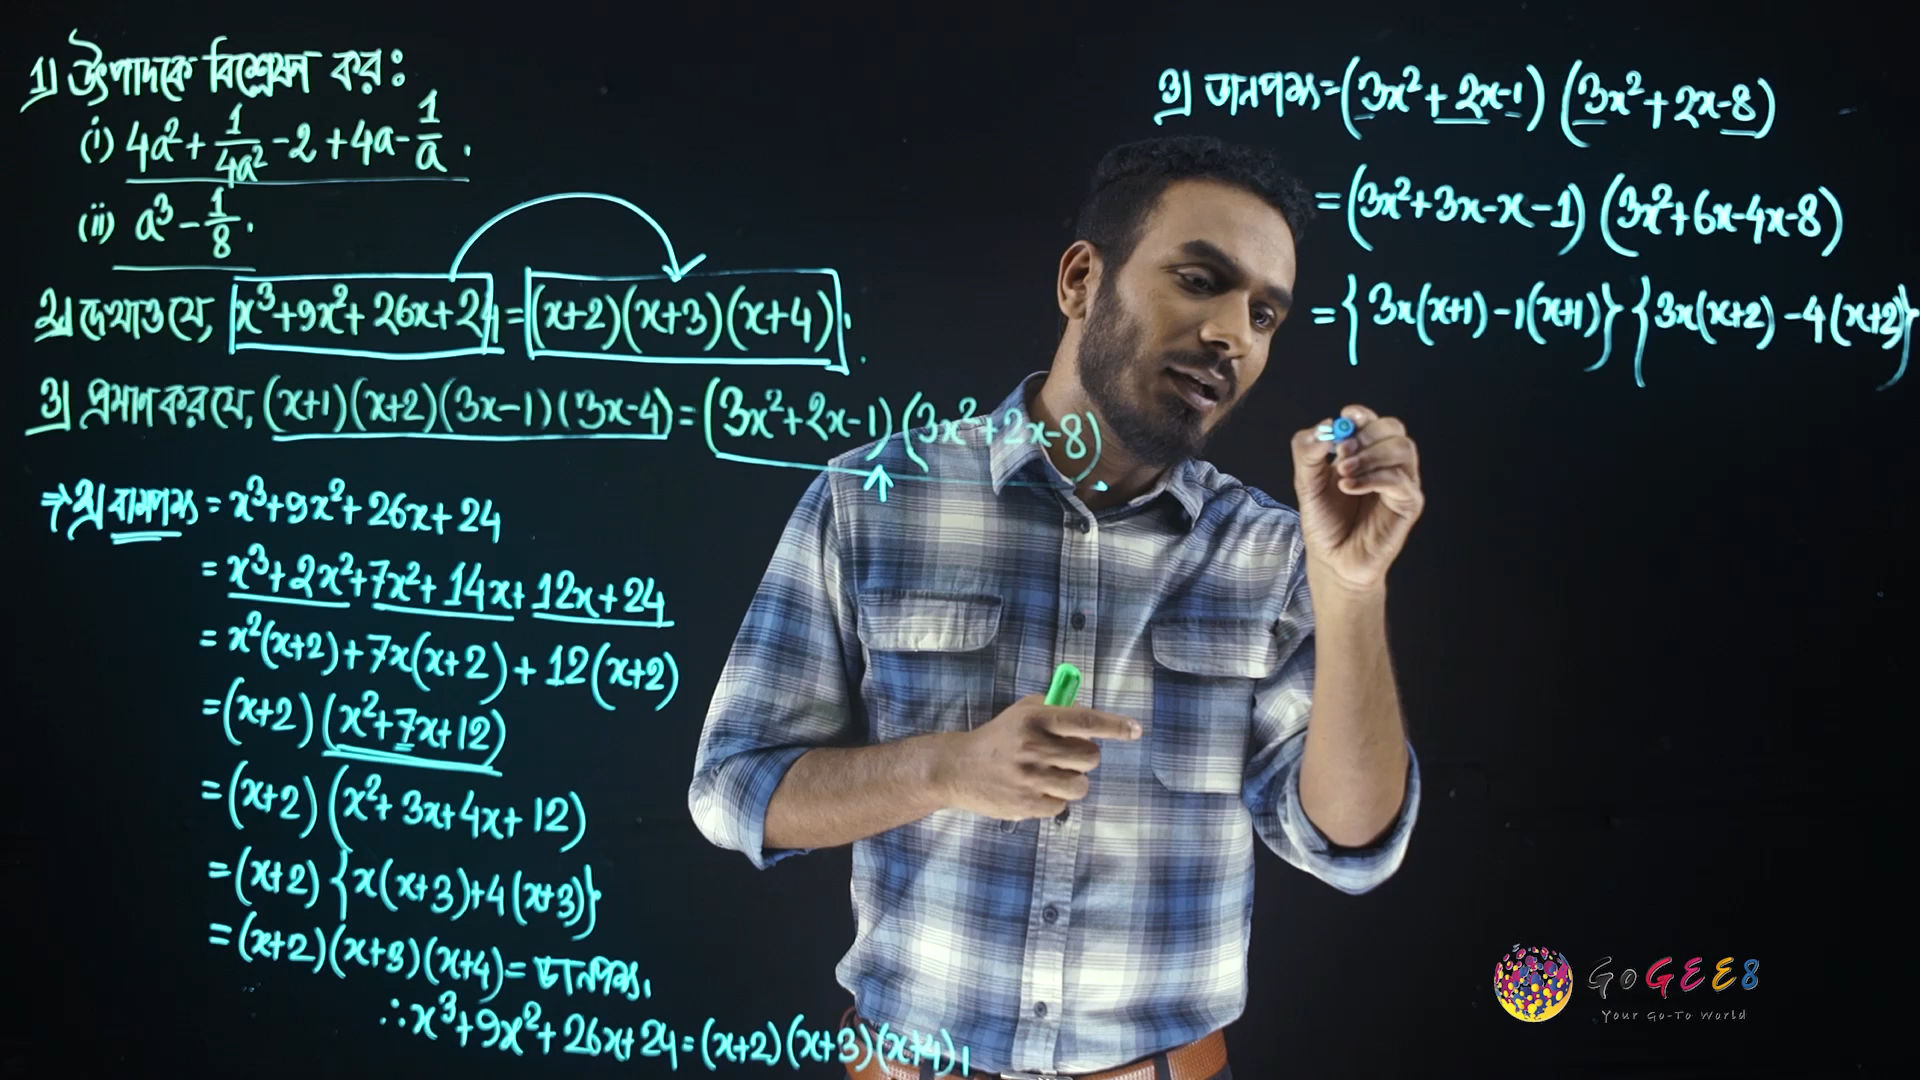 1) উৎপাদকে বিশ্লেষন কর:
(i) 4a² + 1/4a² - 2 + 4a - 1/a .
(ii) a³ - 1/8 .
২) দেখাও যে, x³+9x²+26x+24 = (x+2)(x+3)(x+4).
৩) প্রমাণ কর যে, (x+1)(x+2)(3x-1)(3x-4) = (3x²+2x-1)(3x²+2x-8).
⇒ ২) বামপক্ষ = x³+9x²+26x+24
= x³+2x²+7x²+14x+12x+24
= x²(x+2)+7x(x+2)+12(x+2)
= (x+2)(x²+7x+12)
= (x+2)(x²+3x+4x+12)
= (x+2){x(x+3)+4(x+3)}
= (x+2)(x+3)(x+4) = ডানপক্ষ।
∴ x³+9x²+26x+24 = (x+2)(x+3)(x+4)।
৩) ডানপক্ষ = (3x²+2x-1)(3x²+2x-8)
= (3x²+3x-x-1)(3x²+6x-4x-8)
= {3x(x+1)-1(x+1)}{3x(x+2)-4(x+2)}
=
GoGEE8
Your Go-To World